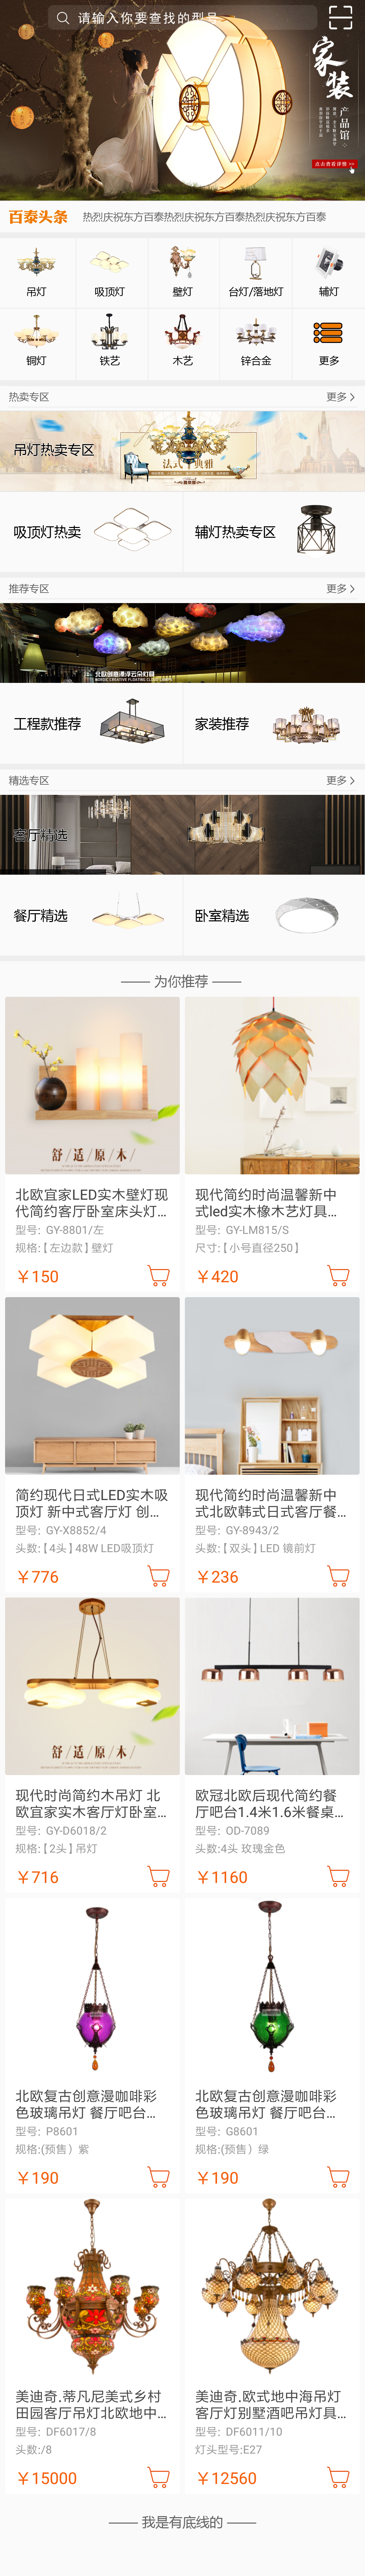 请输入你要查找的型号
家装
产品馆
点击查看详情
百泰头条
热烈庆祝东方百泰热烈庆祝东方百泰热烈庆祝东方百泰
吊灯
吸顶灯
壁灯
台灯/落地灯
辅灯
铜灯
铁艺
木艺
锌合金
更多
热卖专区
更多
吊灯热卖专区
法式
典雅
吸顶灯热卖
辅灯热卖专区
推荐专区
更多
北欧创意漂浮云朵灯具
NORDIC CREATIVE FLOATING CLOUD LAMPS
工程款推荐
家装推荐
精选专区
更多
客厅精选
餐厅精选
卧室精选
为你推荐
舒适原木
北欧宜家LED实木壁灯现
代简约客厅卧室床头灯...
型号: GY-8801/左
规格:【左边款】壁灯
￥150
现代简约时尚温馨新中
式led实木橡木艺灯具...
型号: GY-LM815/S
尺寸:【小号直径250】
￥420
简约现代日式LED实木吸
顶灯 新中式客厅灯 创...
型号: GY-X8852/4
头数:【4头】48W LED吸顶灯
￥776
现代简约时尚温馨新中
式北欧韩式日式客厅餐...
型号: GY-8943/2
头数:【双头】LED 镜前灯
￥236
舒适原木
现代时尚简约木吊灯 北
欧宜家实木客厅灯卧室...
型号: GY-D6018/2
规格:【2头】吊灯
￥716
欧冠北欧后现代简约餐
厅吧台1.4米1.6米餐桌...
型号: OD-7089
头数:4头 玫瑰金色
￥1160
北欧复古创意漫咖啡彩
色玻璃吊灯 餐厅吧台...
型号: P8601
规格:(预售）紫
￥190
北欧复古创意漫咖啡彩
色玻璃吊灯 餐厅吧台...
型号: G8601
规格:(预售）绿
￥190
美迪奇.蒂凡尼美式乡村
田园客厅吊灯北欧地中...
型号: DF6017/8
头数:/8
￥15000
美迪奇.欧式地中海吊灯
客厅灯别墅酒吧吊灯具...
型号: DF6011/10
灯头型号:E27
￥12560
我是有底线的